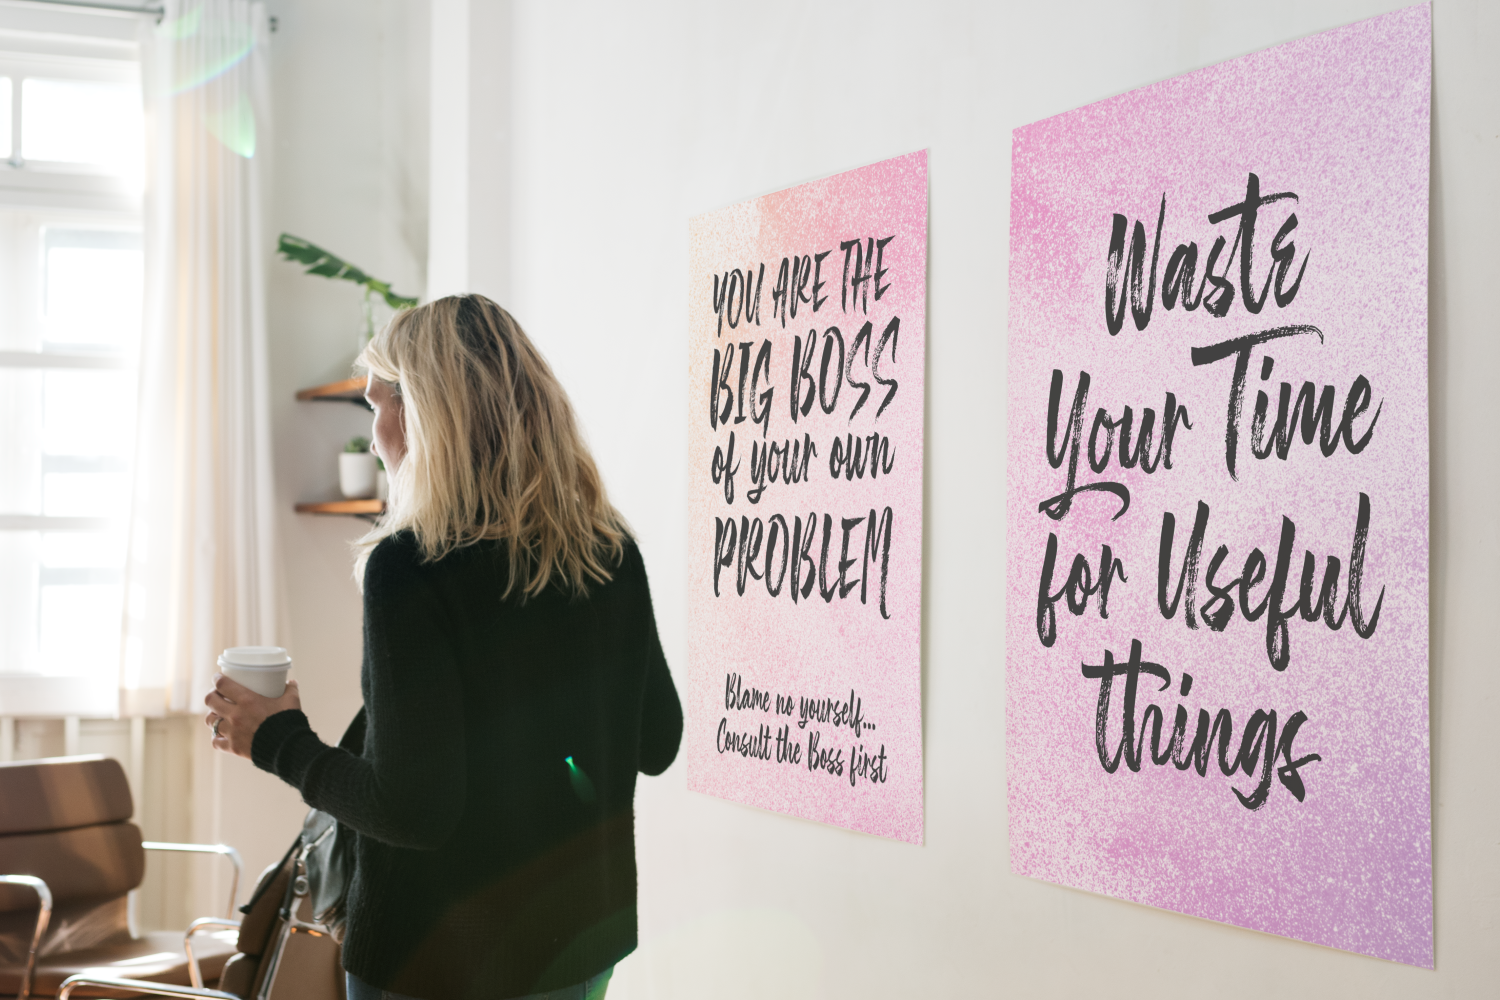 YOU ARE THE
BIG BOSS
of your own
PROBLEM
Blame no yourself...
Consult the Boss first
Waste
Your Time
for Useful
things